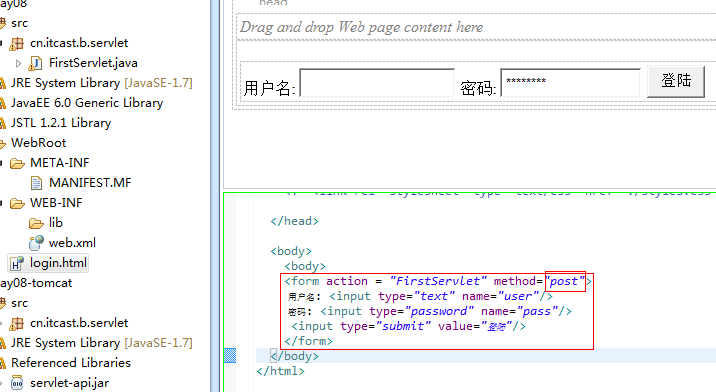 ay08
src
cn.itcast.b.servlet
FirstServlet.java
JRE System Library [JavaSE-1.7]
JavaEE 6.0 Generic Library
JSTL 1.2.1 Library
WebRoot
META-INF
MANIFEST.MF
WEB-INF
lib
web.xml
login.html
ay08-tomcat
src
cn.itcast.b.servlet
JRE System Library [JavaSE-1.7]
Referenced Libraries
servlet-api.jar
head
Drag and drop Web page content here
用户名: 密码: ******** 登陆
</head>
<body>
<body>
<form action = "FirstServlet" method="post">
用户名: <input type="text" name="user"/>
密码: <input type="password" name="pass"/>
<input type="submit" value="登陆"/>
</form>
</body>
</html>